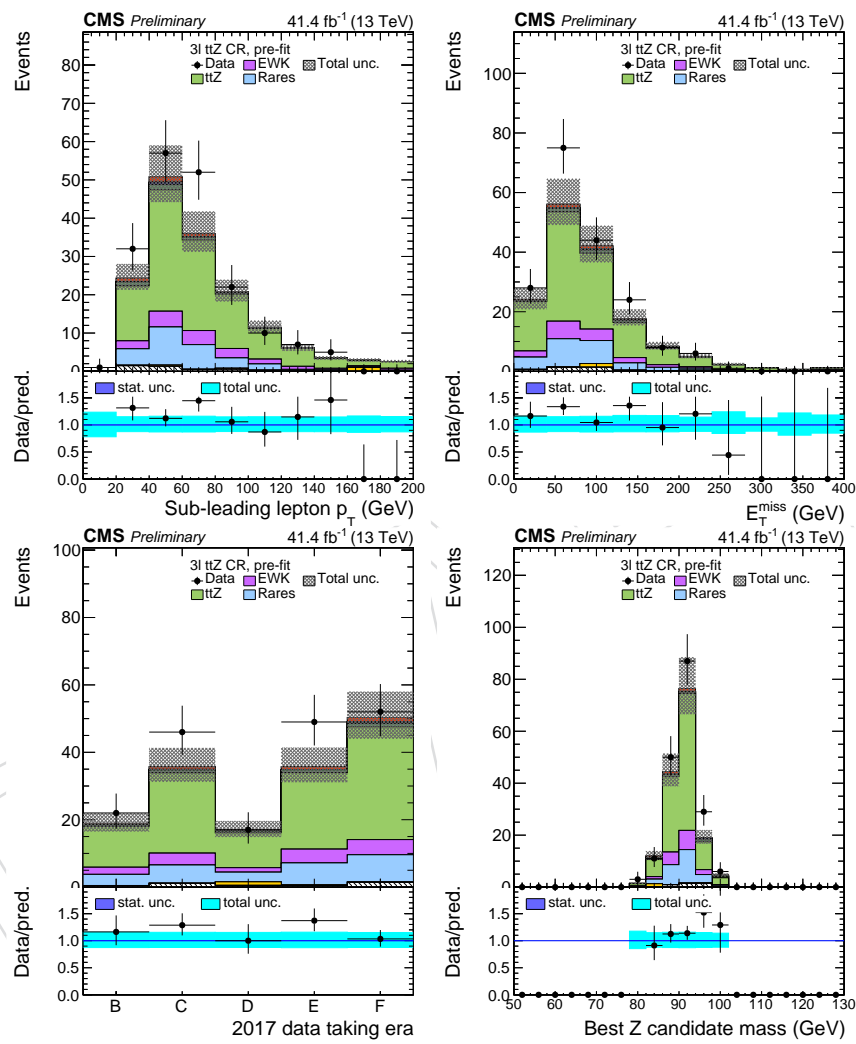 CMS Preliminary 41.4 fb⁻¹ (13 TeV)
Events
3l ttZ CR, pre-fit
Data EWK Total unc.
ttZ Rares
80
70
60
50
40
30
20
10
0
Data/pred.
stat. unc. total unc.
1.5
1.0
0.5
0.0
0 20 40 60 80 100 120 140 160 180 200
Sub-leading lepton p_T (GeV)
CMS Preliminary 41.4 fb⁻¹ (13 TeV)
Events
3l ttZ CR, pre-fit
Data EWK Total unc.
ttZ Rares
100
80
60
40
20
0
Data/pred.
stat. unc. total unc.
1.5
1.0
0.5
0.0
0 50 100 150 200 250 300 350 400
E_T^miss (GeV)
CMS Preliminary 41.4 fb⁻¹ (13 TeV)
Events
3l ttZ CR, pre-fit
Data EWK Total unc.
ttZ Rares
100
80
60
40
20
0
Data/pred.
stat. unc. total unc.
1.5
1.0
0.5
0.0
B C D E F
2017 data taking era
CMS Preliminary 41.4 fb⁻¹ (13 TeV)
Events
3l ttZ CR, pre-fit
Data EWK Total unc.
ttZ Rares
120
100
80
60
40
20
0
Data/pred.
stat. unc. total unc.
1.5
1.0
0.5
0.0
50 60 70 80 90 100 110 120 130
Best Z candidate mass (GeV)